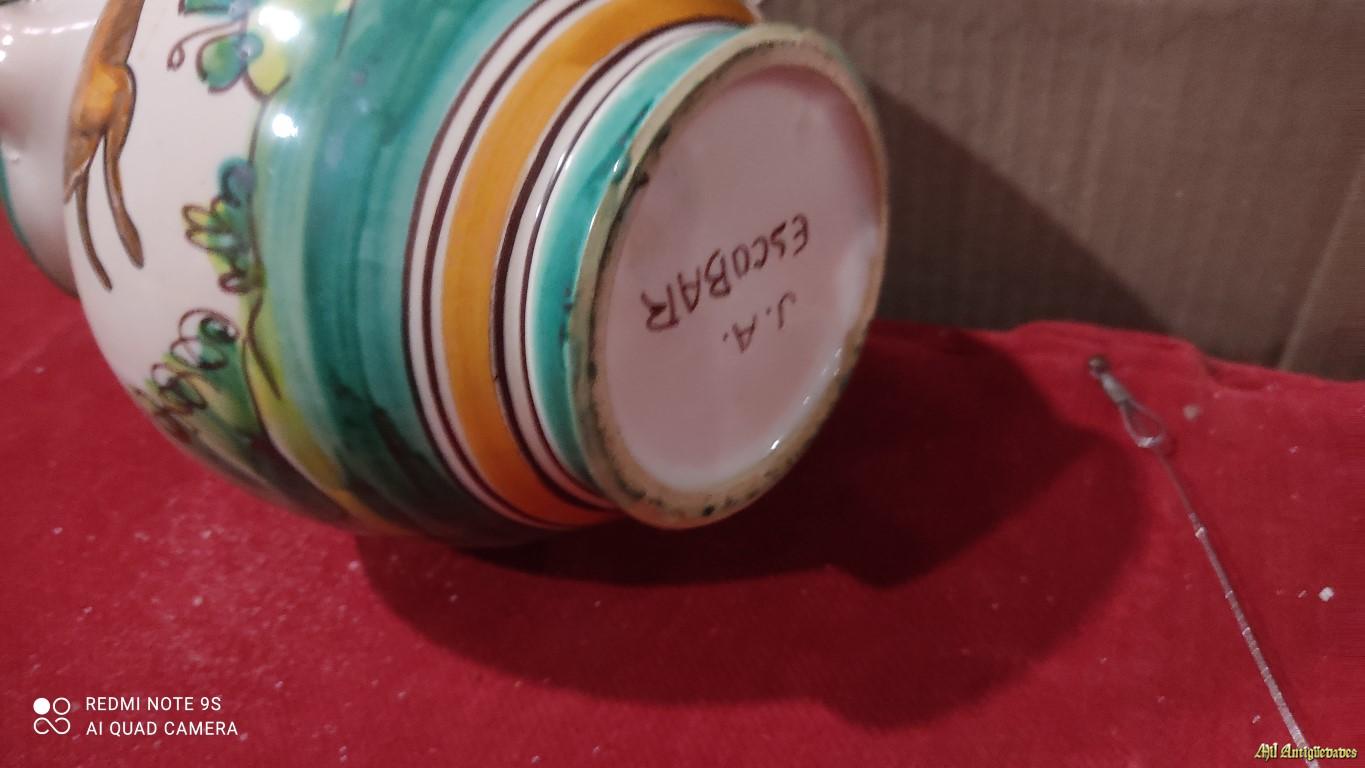 J. A.
ESCOBAR
REDMI NOTE 9S
AI QUAD CAMERA
Mil Antigüedades